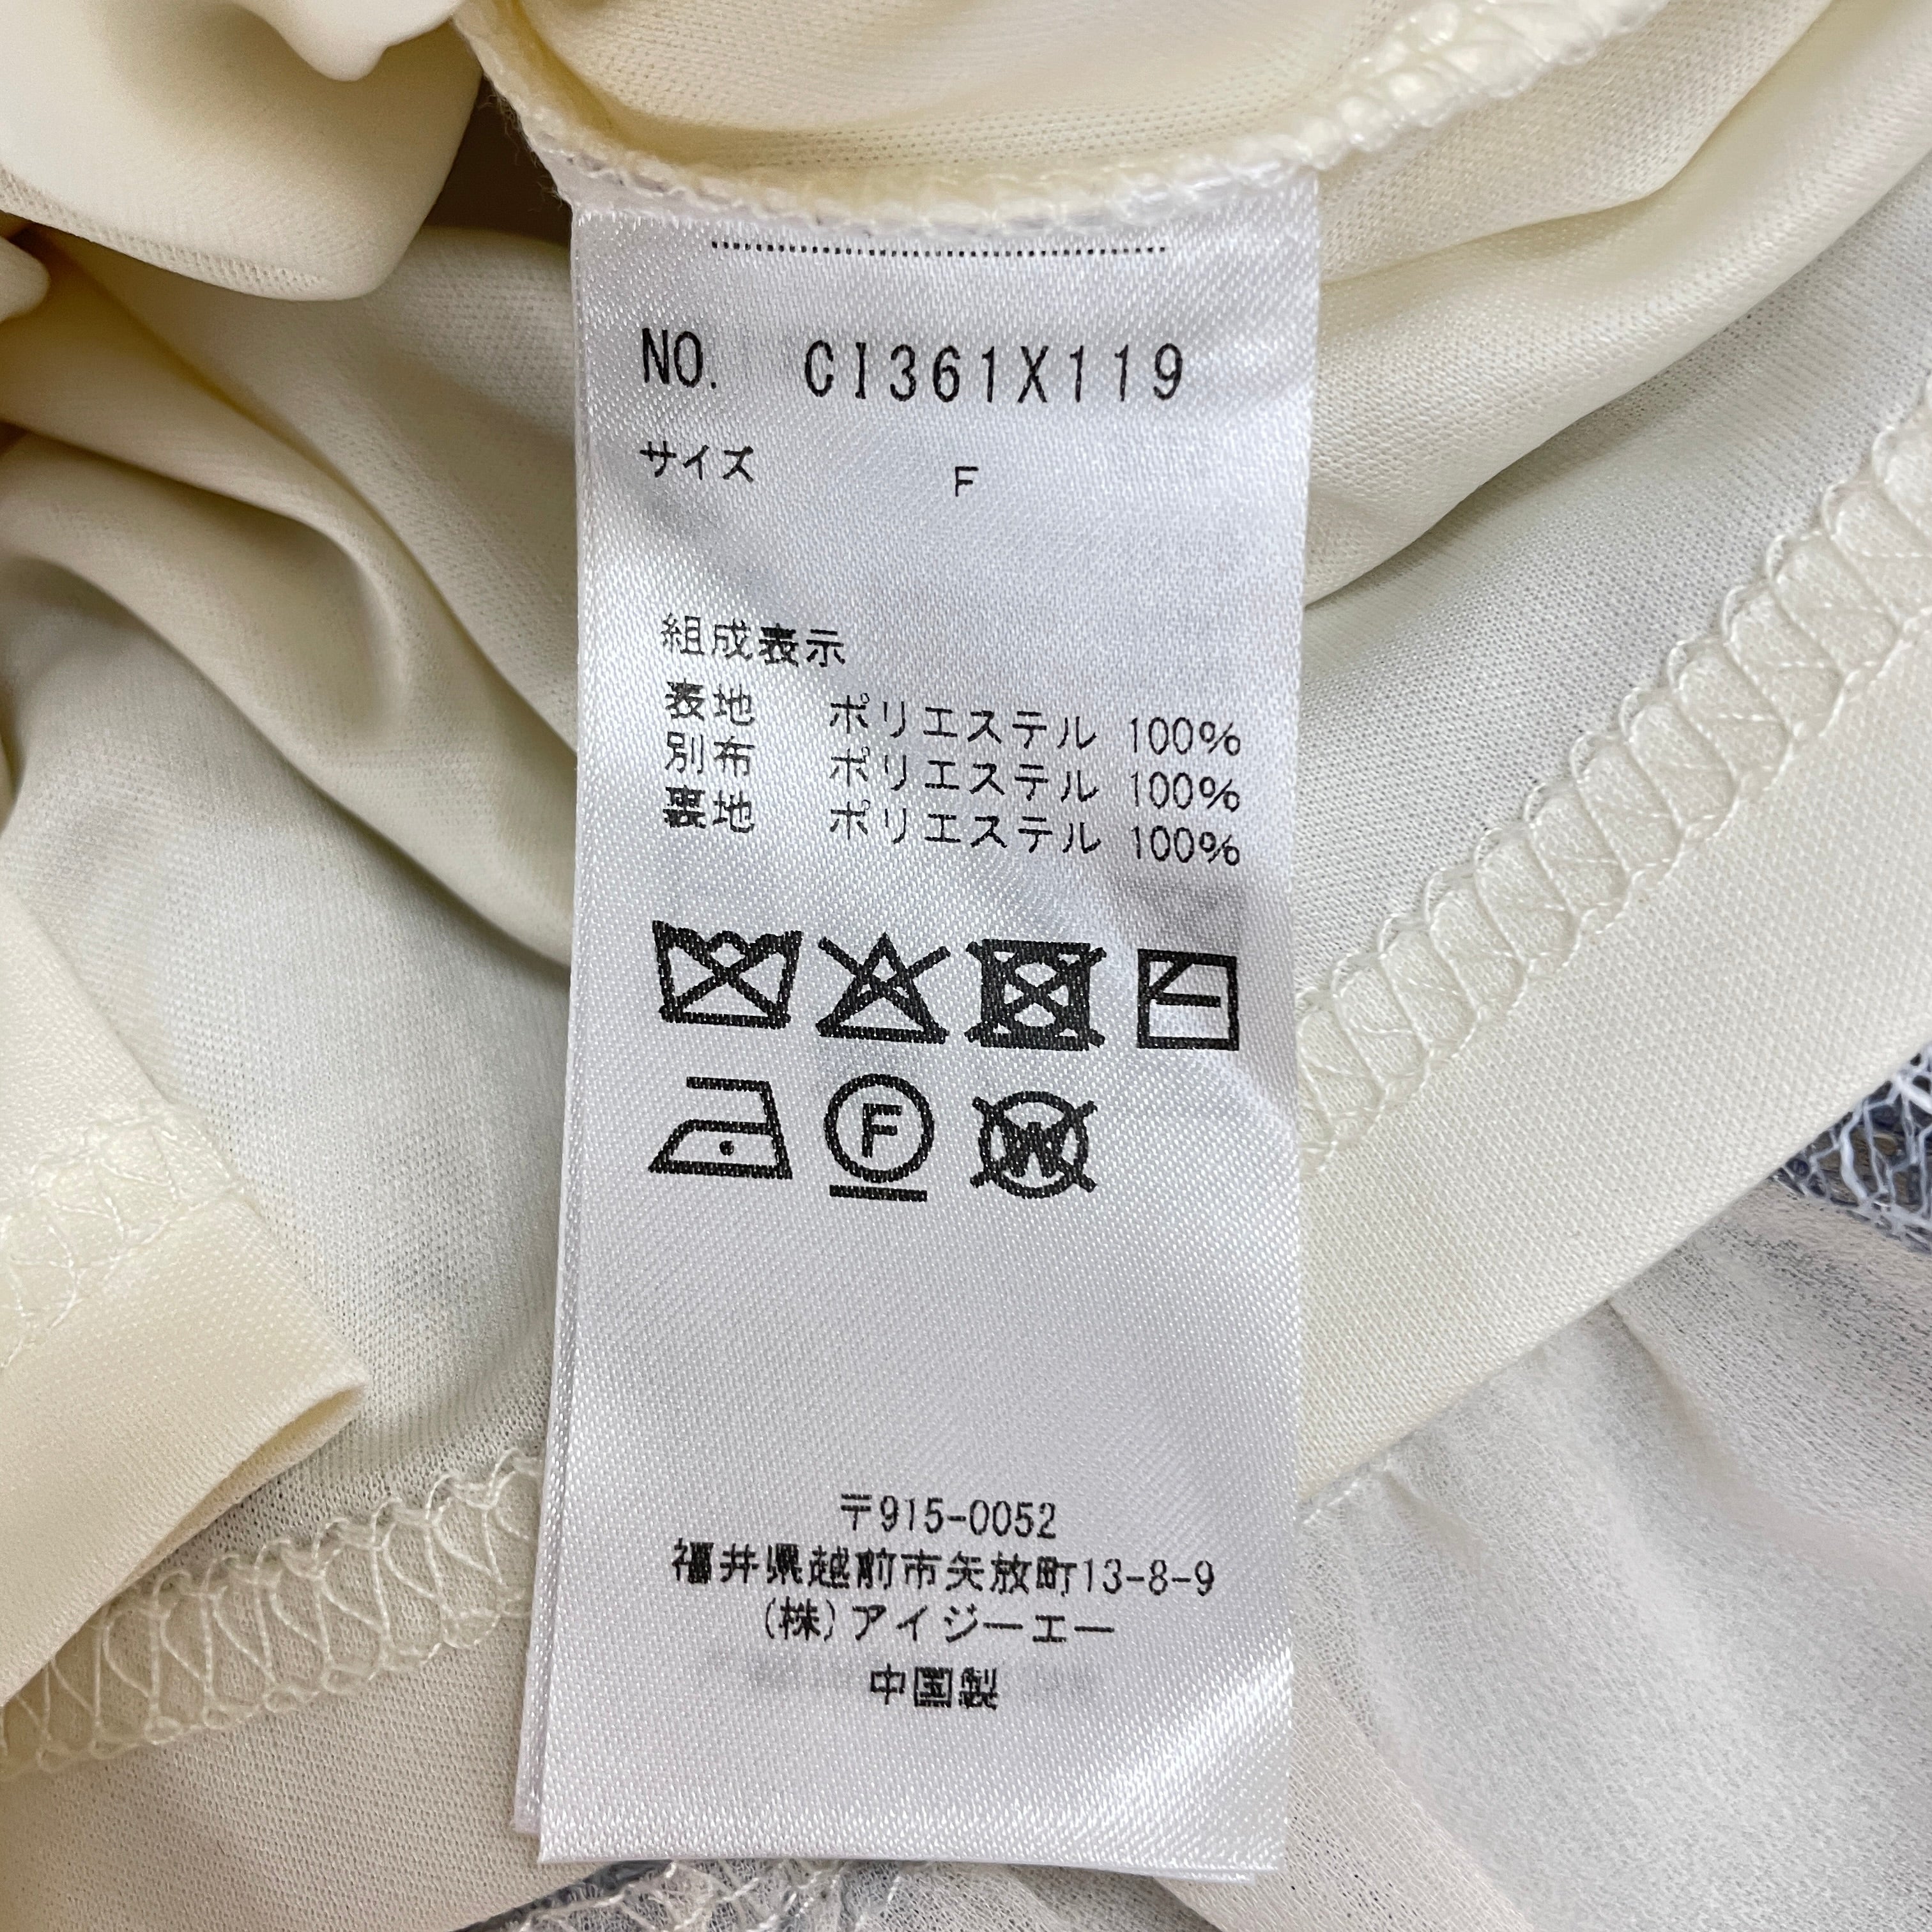 NO. CI361X119
サイズ F
組成表示
表地 ポリエステル 100%
別布 ポリエステル 100%
裏地 ポリエステル 100%
F
W
〒915-0052
福井県越前市矢放町13-8-9
(株)アイジーエー
中国製